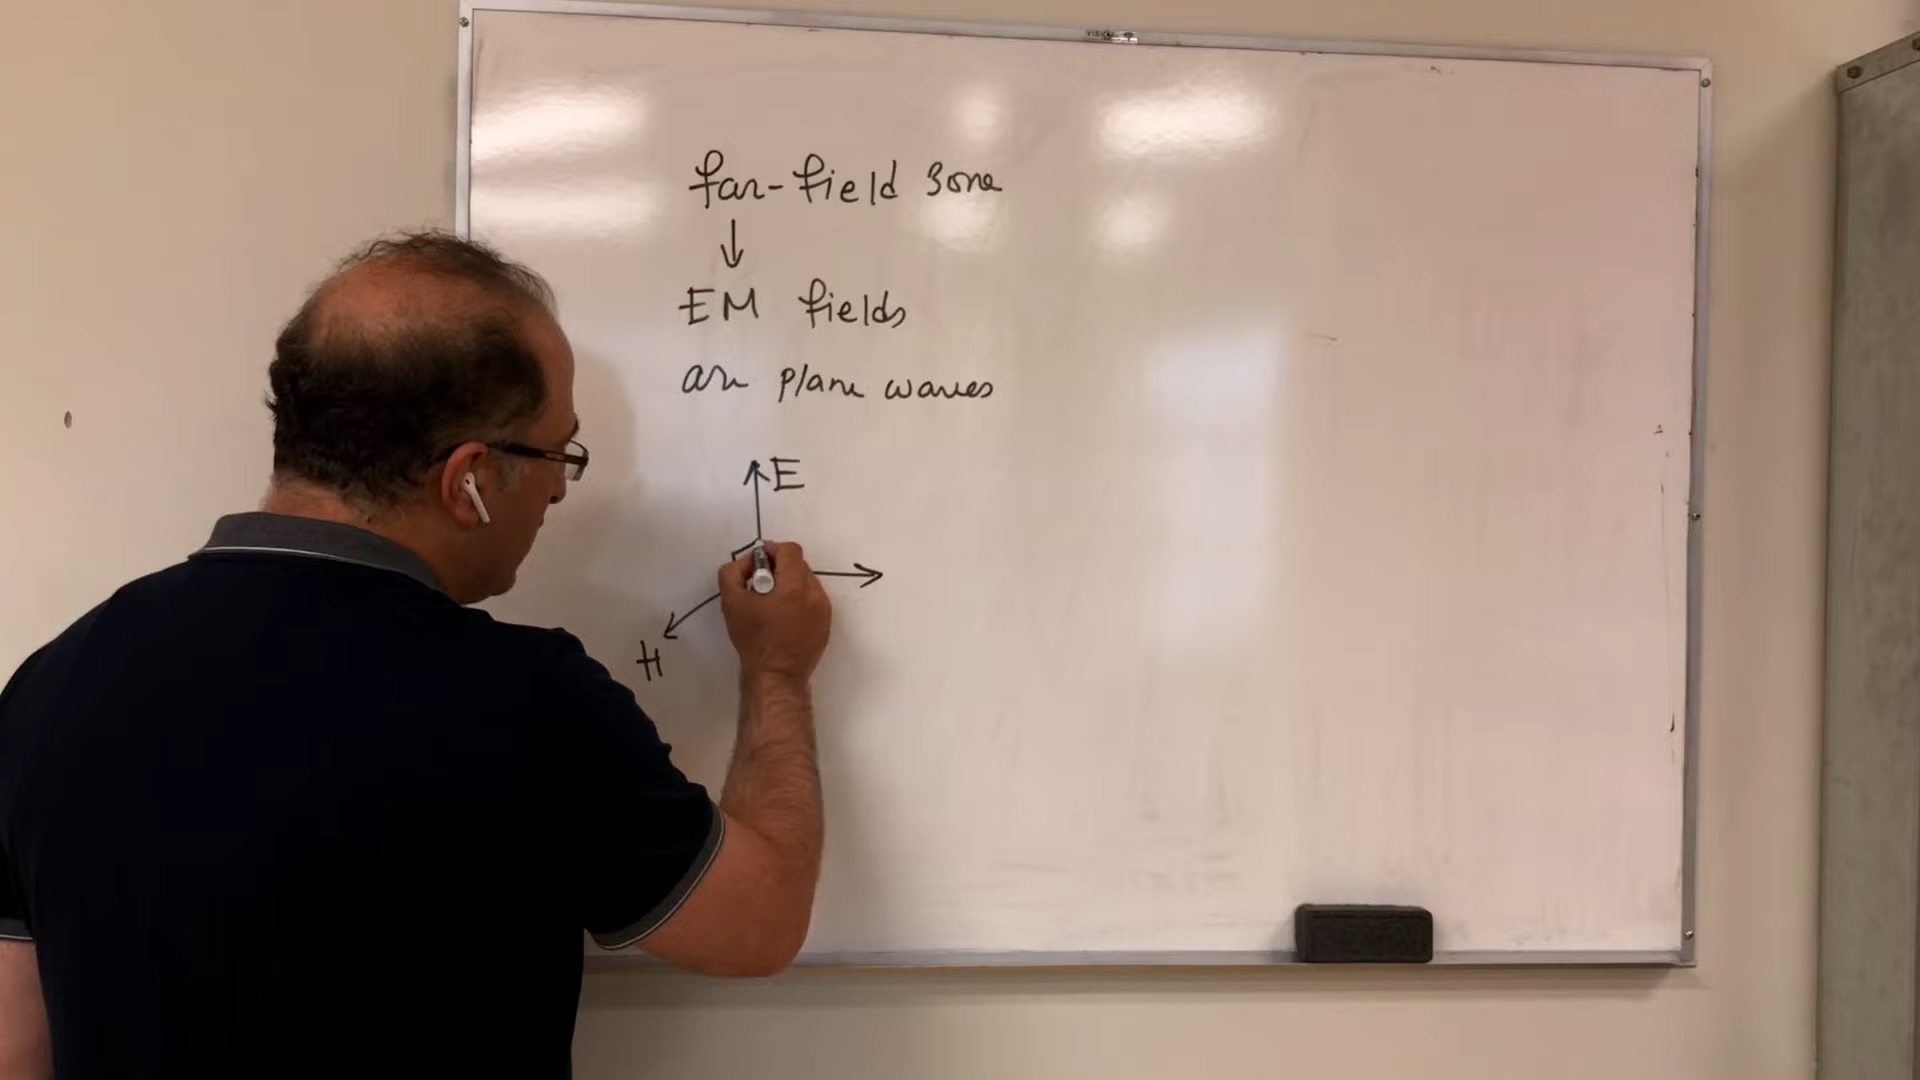 far-field zone
↓
EM fields
are plane waves
E
H